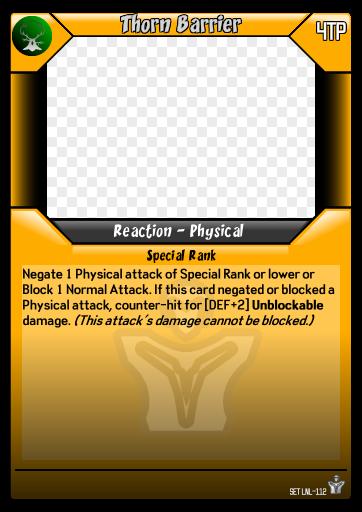 Thorn Barrier
4TP
Reaction - Physical
Special Rank
Negate 1 Physical attack of Special Rank or lower or
Block 1 Normal Attack. If this card negated or blocked a
Physical attack, counter-hit for [DEF+2] Unblockable
damage. (This attack's damage cannot be blocked.)
SET LNL-112